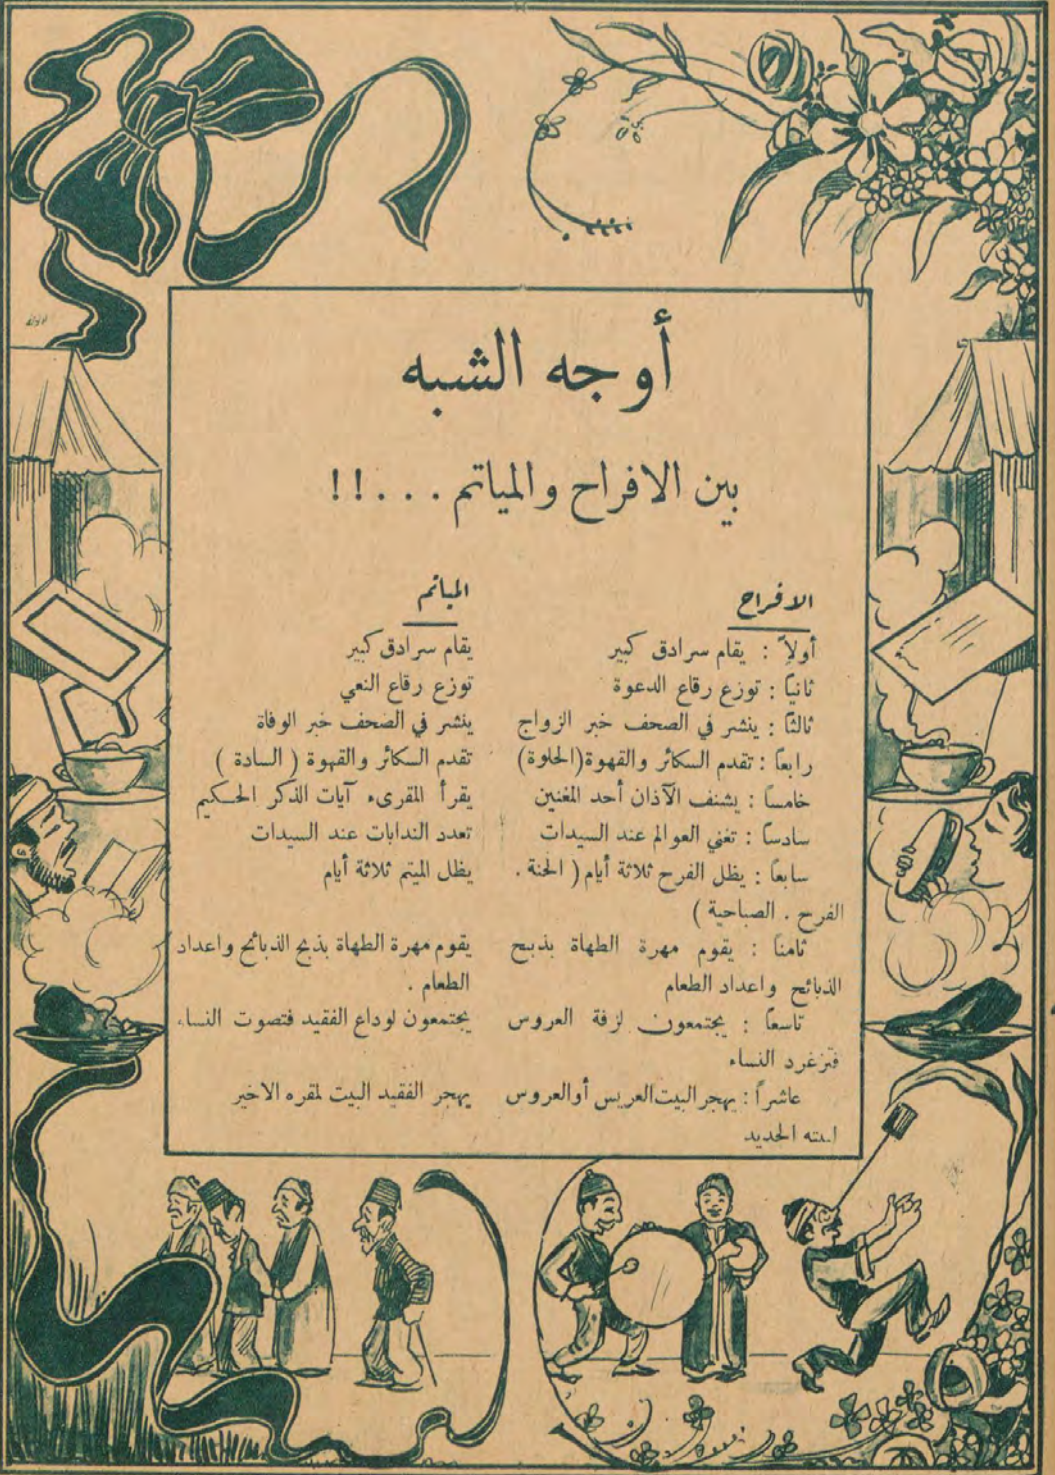 أوجه الشبه
بين الافراح والمياتم . . . !!
الافراح
أولاً : يقام سرادق كبير
ثانياً : توزع رقاع الدعوة
ثالثاً : ينشر في الصحف خبر الزواج
رابعاً : تقدم السكائر والقهوة (الحلوة)
خامساً : يشنف الآذان أحد المغنين
سادساً : تغني العوالم عند السيدات
سابعاً : يظل الفرح ثلاثة أيام ( الحنة .
الفرح . الصباحية )
ثامناً : يقوم مهرة الطهاة بذبح
الذبائح واعداد الطعام
تاسعاً : يجتمعون لزفة العروس
فتزغرد النساء
عاشراً : يهجر البيت العريس أو العروس
لبيته الجديد
المياتم
يقام سرادق كبير
توزع رقاع النعي
ينشر في الصحف خبر الوفاة
تقدم السكائر والقهوة ( السادة )
يقرأ المقرىء آيات الذكر الحكيم
تعدد الندابات عند السيدات
يظل الميتم ثلاثة أيام
يقوم مهرة الطهاة بذبح الذبائح واعداد
الطعام .
يجتمعون لوداع الفقيد فتصوت النساء
يهجر الفقيد البيت لمقره الاخير